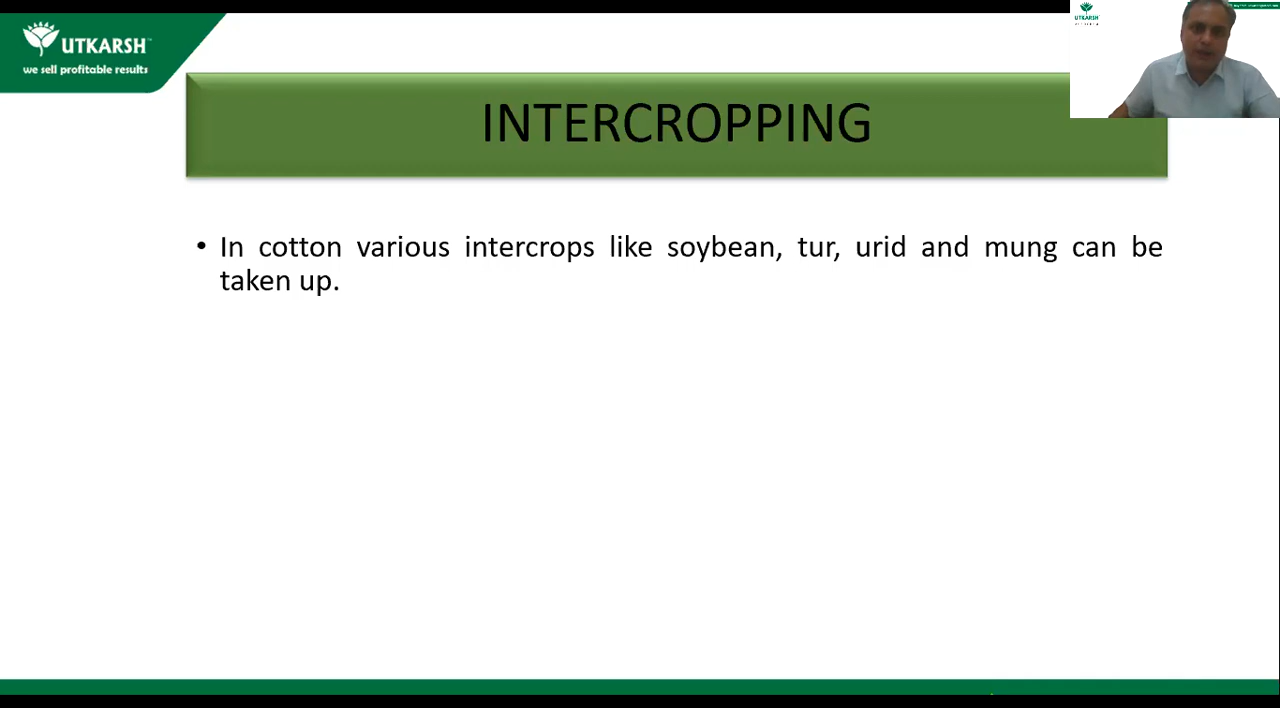 UTKARSH
we sell profitable results
UTKARSH
INTERCROPPING
• In cotton various intercrops like soybean, tur, urid and mung can be
taken up.